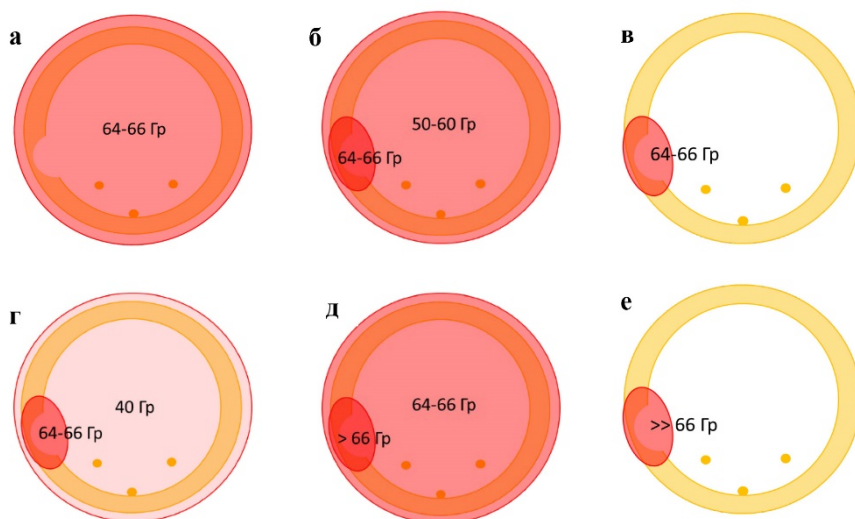 а
64-66 Гр
б
50-60 Гр
64-66 Гр
в
64-66 Гр
г
40 Гр
64-66 Гр
д
64-66 Гр
> 66 Гр
е
>> 66 Гр